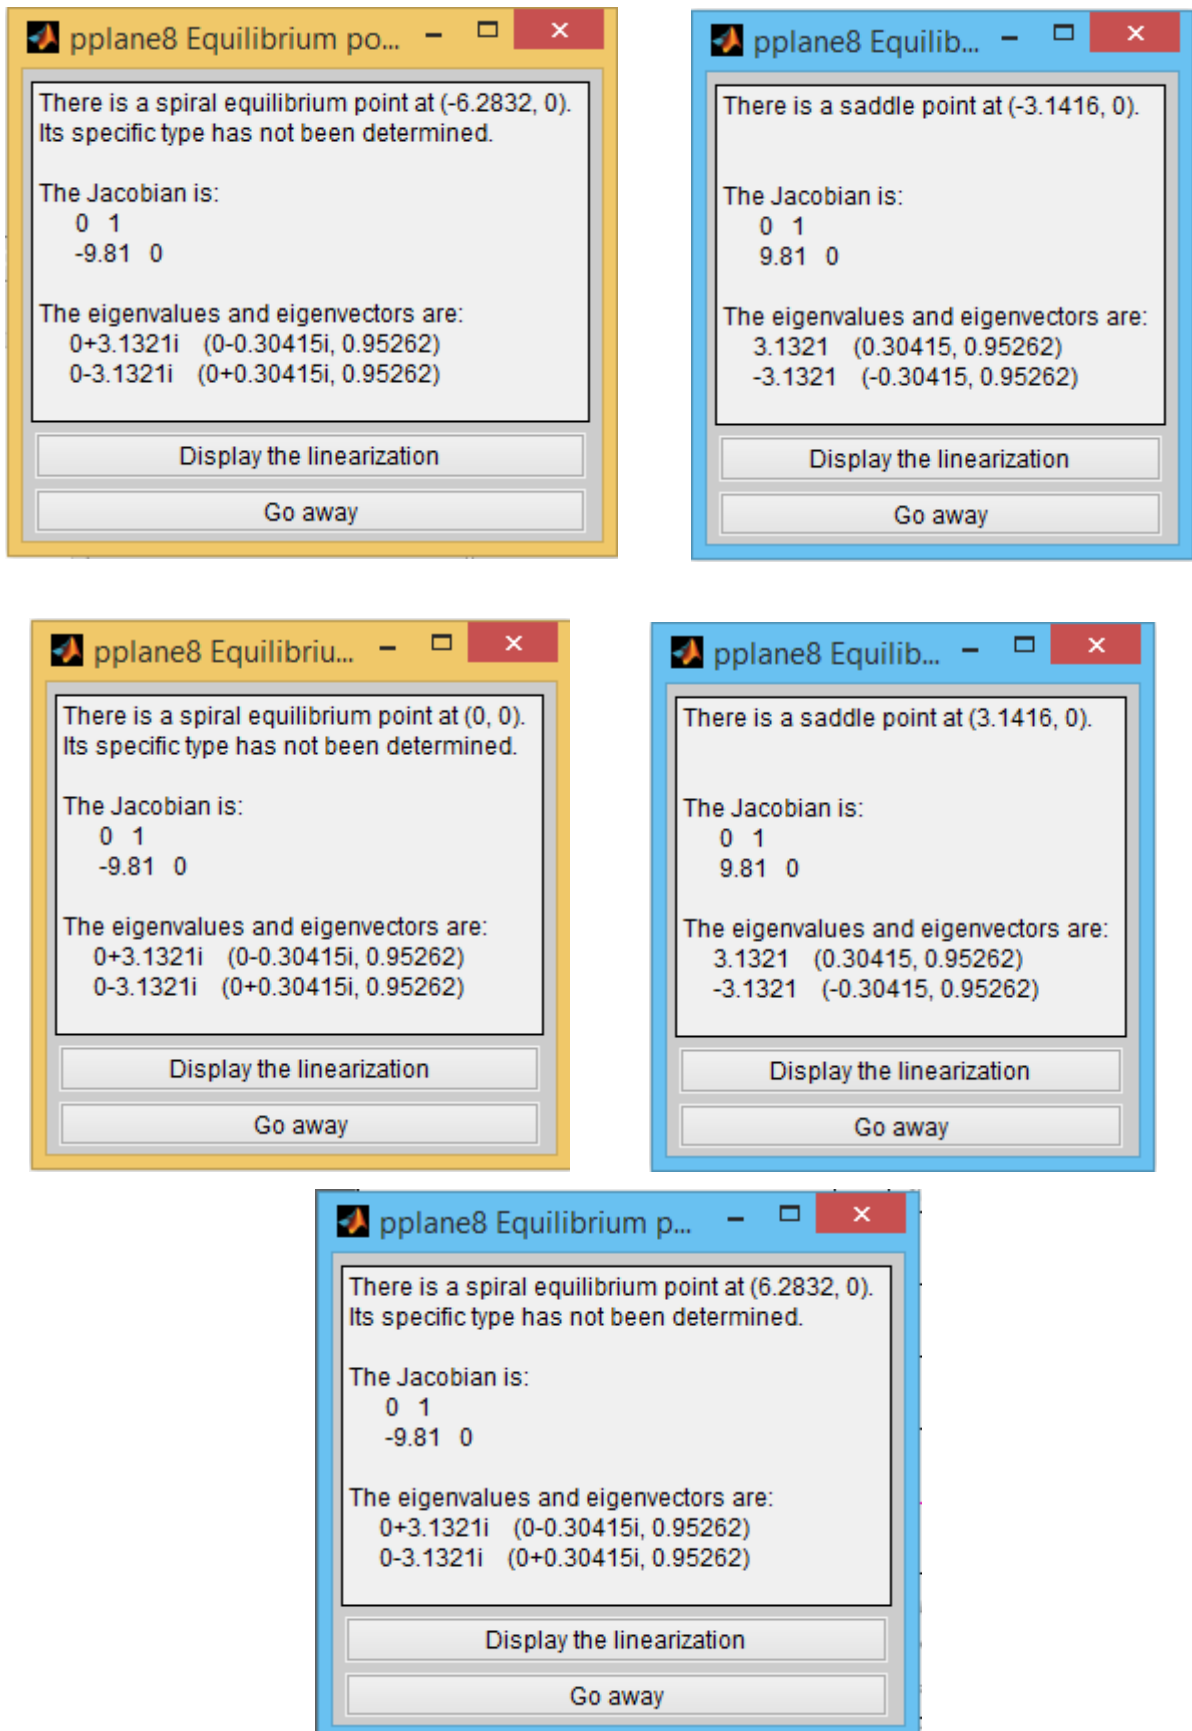 pplane8 Equilibrium po...
There is a spiral equilibrium point at (-6.2832, 0).
Its specific type has not been determined.
The Jacobian is:
0 1
-9.81 0
The eigenvalues and eigenvectors are:
0+3.1321i (0-0.30415i, 0.95262)
0-3.1321i (0+0.30415i, 0.95262)
Display the linearization
Go away
pplane8 Equilib...
There is a saddle point at (-3.1416, 0).
The Jacobian is:
0 1
9.81 0
The eigenvalues and eigenvectors are:
3.1321 (0.30415, 0.95262)
-3.1321 (-0.30415, 0.95262)
Display the linearization
Go away
pplane8 Equilibriu...
There is a spiral equilibrium point at (0, 0).
Its specific type has not been determined.
The Jacobian is:
0 1
-9.81 0
The eigenvalues and eigenvectors are:
0+3.1321i (0-0.30415i, 0.95262)
0-3.1321i (0+0.30415i, 0.95262)
Display the linearization
Go away
pplane8 Equilib...
There is a saddle point at (3.1416, 0).
The Jacobian is:
0 1
9.81 0
The eigenvalues and eigenvectors are:
3.1321 (0.30415, 0.95262)
-3.1321 (-0.30415, 0.95262)
Display the linearization
Go away
pplane8 Equilibrium p...
There is a spiral equilibrium point at (6.2832, 0).
Its specific type has not been determined.
The Jacobian is:
0 1
-9.81 0
The eigenvalues and eigenvectors are:
0+3.1321i (0-0.30415i, 0.95262)
0-3.1321i (0+0.30415i, 0.95262)
Display the linearization
Go away